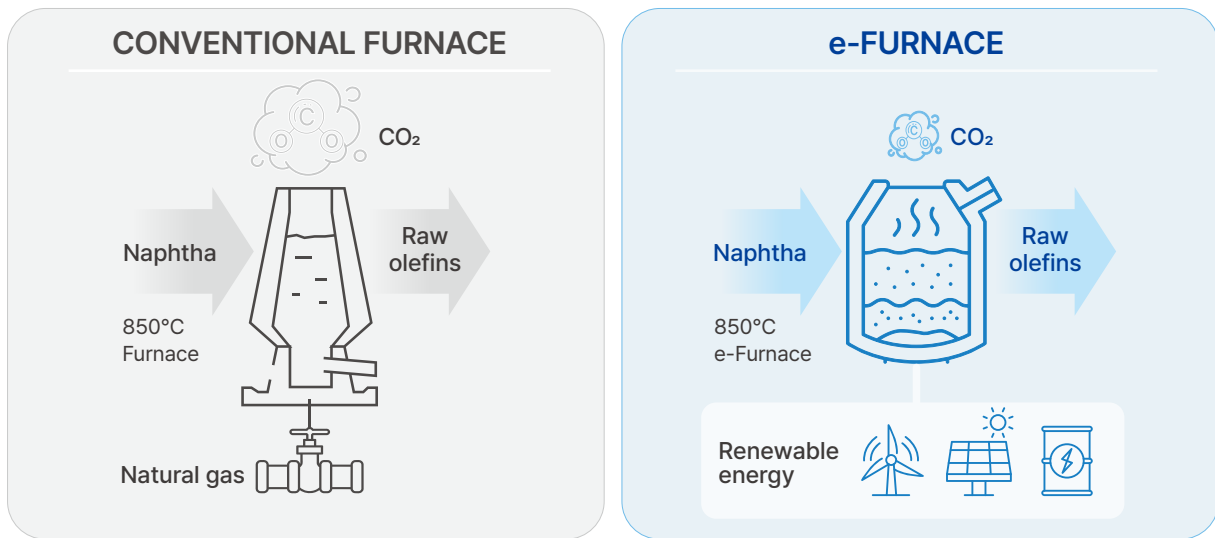 CONVENTIONAL FURNACE
C
O
O
CO₂
Naphtha
Raw
olefins
850°C
Furnace
Natural gas
e-FURNACE
C
O
O
CO₂
Naphtha
Raw
olefins
850°C
e-Furnace
Renewable
energy